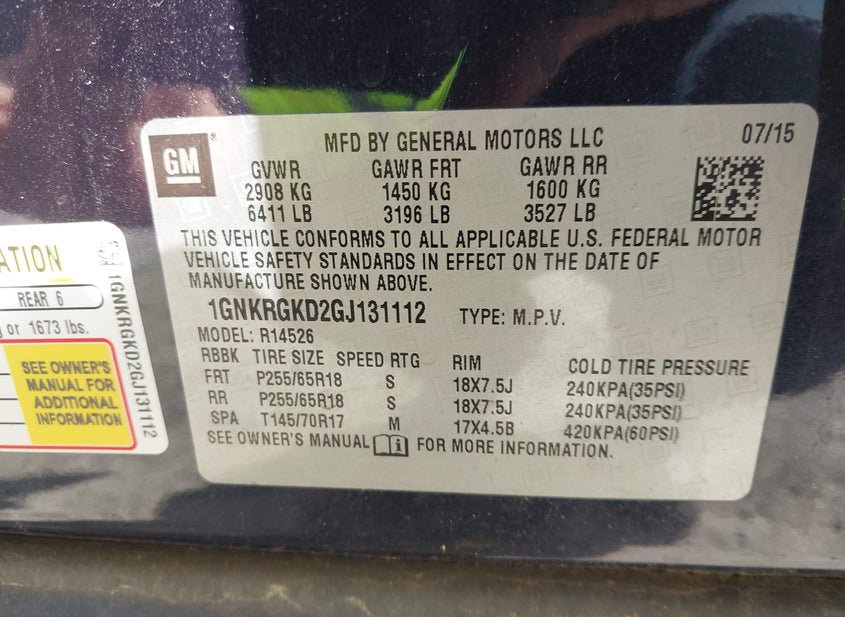 GM
MFD BY GENERAL MOTORS LLC 07/15
GVWR GAWR FRT GAWR RR
2908 KG 1450 KG 1600 KG
6411 LB 3196 LB 3527 LB
THIS VEHICLE CONFORMS TO ALL APPLICABLE U.S. FEDERAL MOTOR
VEHICLE SAFETY STANDARDS IN EFFECT ON THE DATE OF
MANUFACTURE SHOWN ABOVE.
1GNKRGKD2GJ131112 TYPE: M.P.V.
MODEL: R14526
RBBK TIRE SIZE SPEED RTG RIM COLD TIRE PRESSURE
FRT P255/65R18 S 18X7.5J 240KPA(35PSI)
RR P255/65R18 S 18X7.5J 240KPA(35PSI)
SPA T145/70R17 M 17X4.5B 420KPA(60PSI)
SEE OWNER'S MANUAL FOR MORE INFORMATION.
ATION
REAR 6
or 1673 lbs.
SEE OWNER'S
MANUAL FOR
ADDITIONAL
INFORMATION
1GNKRGKD2GJ131112